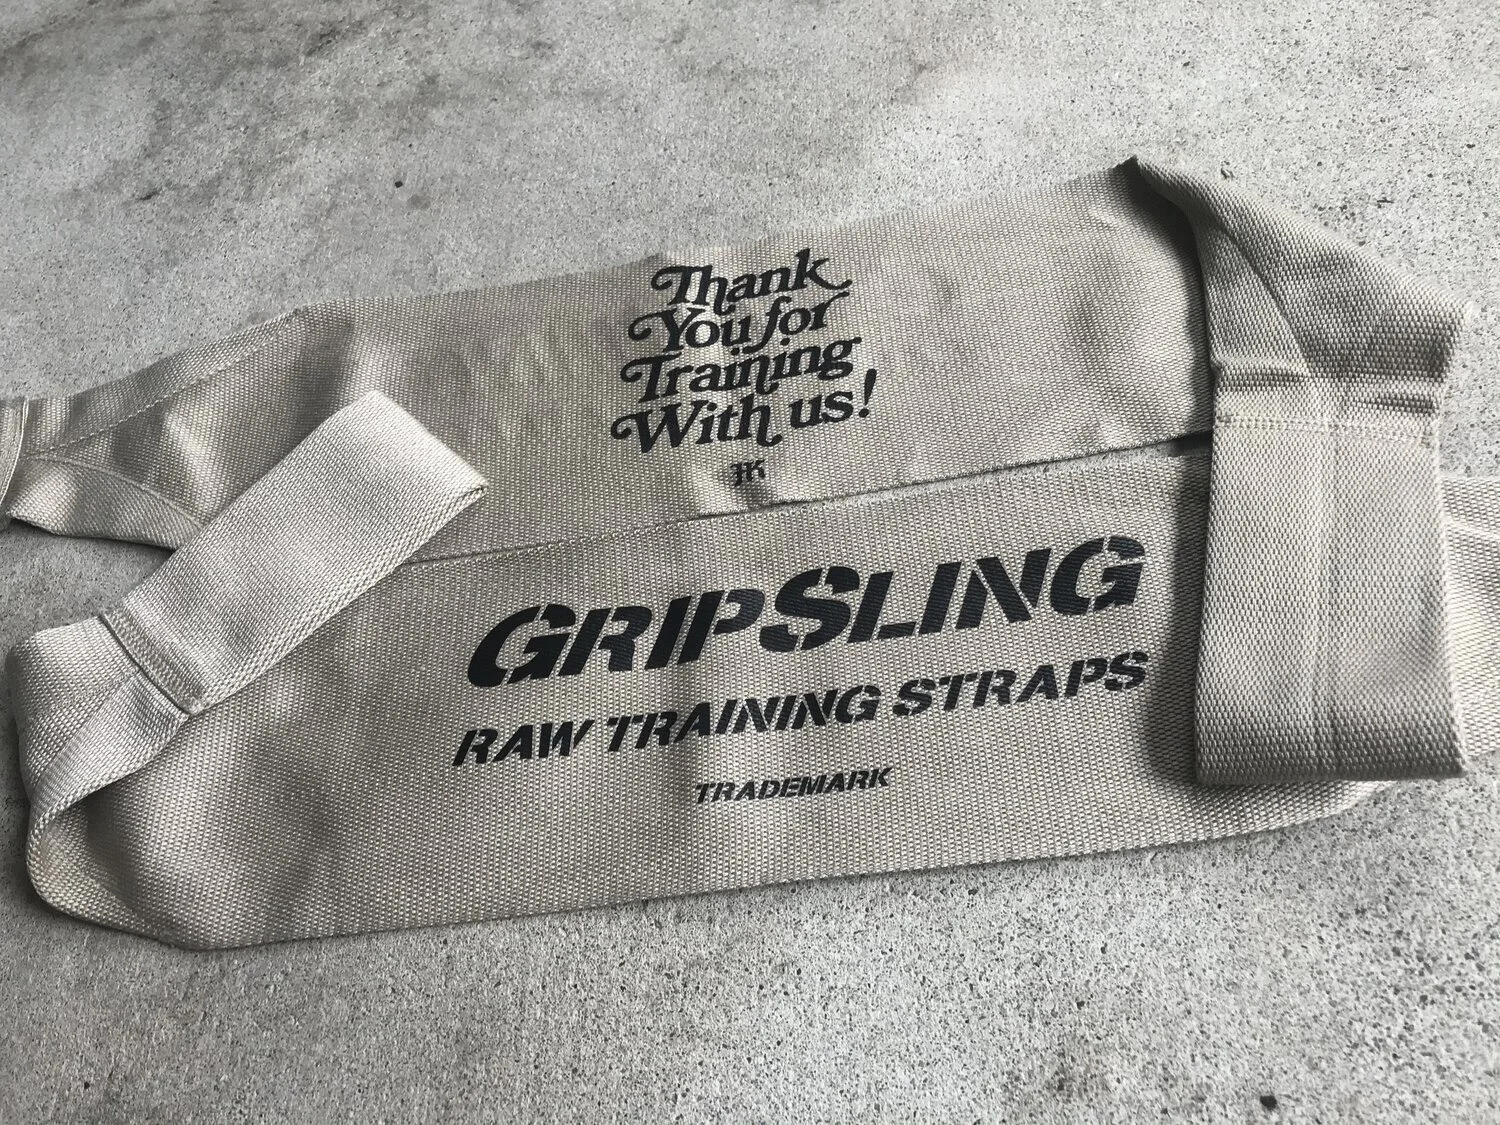 Thank
You for
Training
With us!
GRIPSLING
RAW TRAINING STRAPS
TRADEMARK